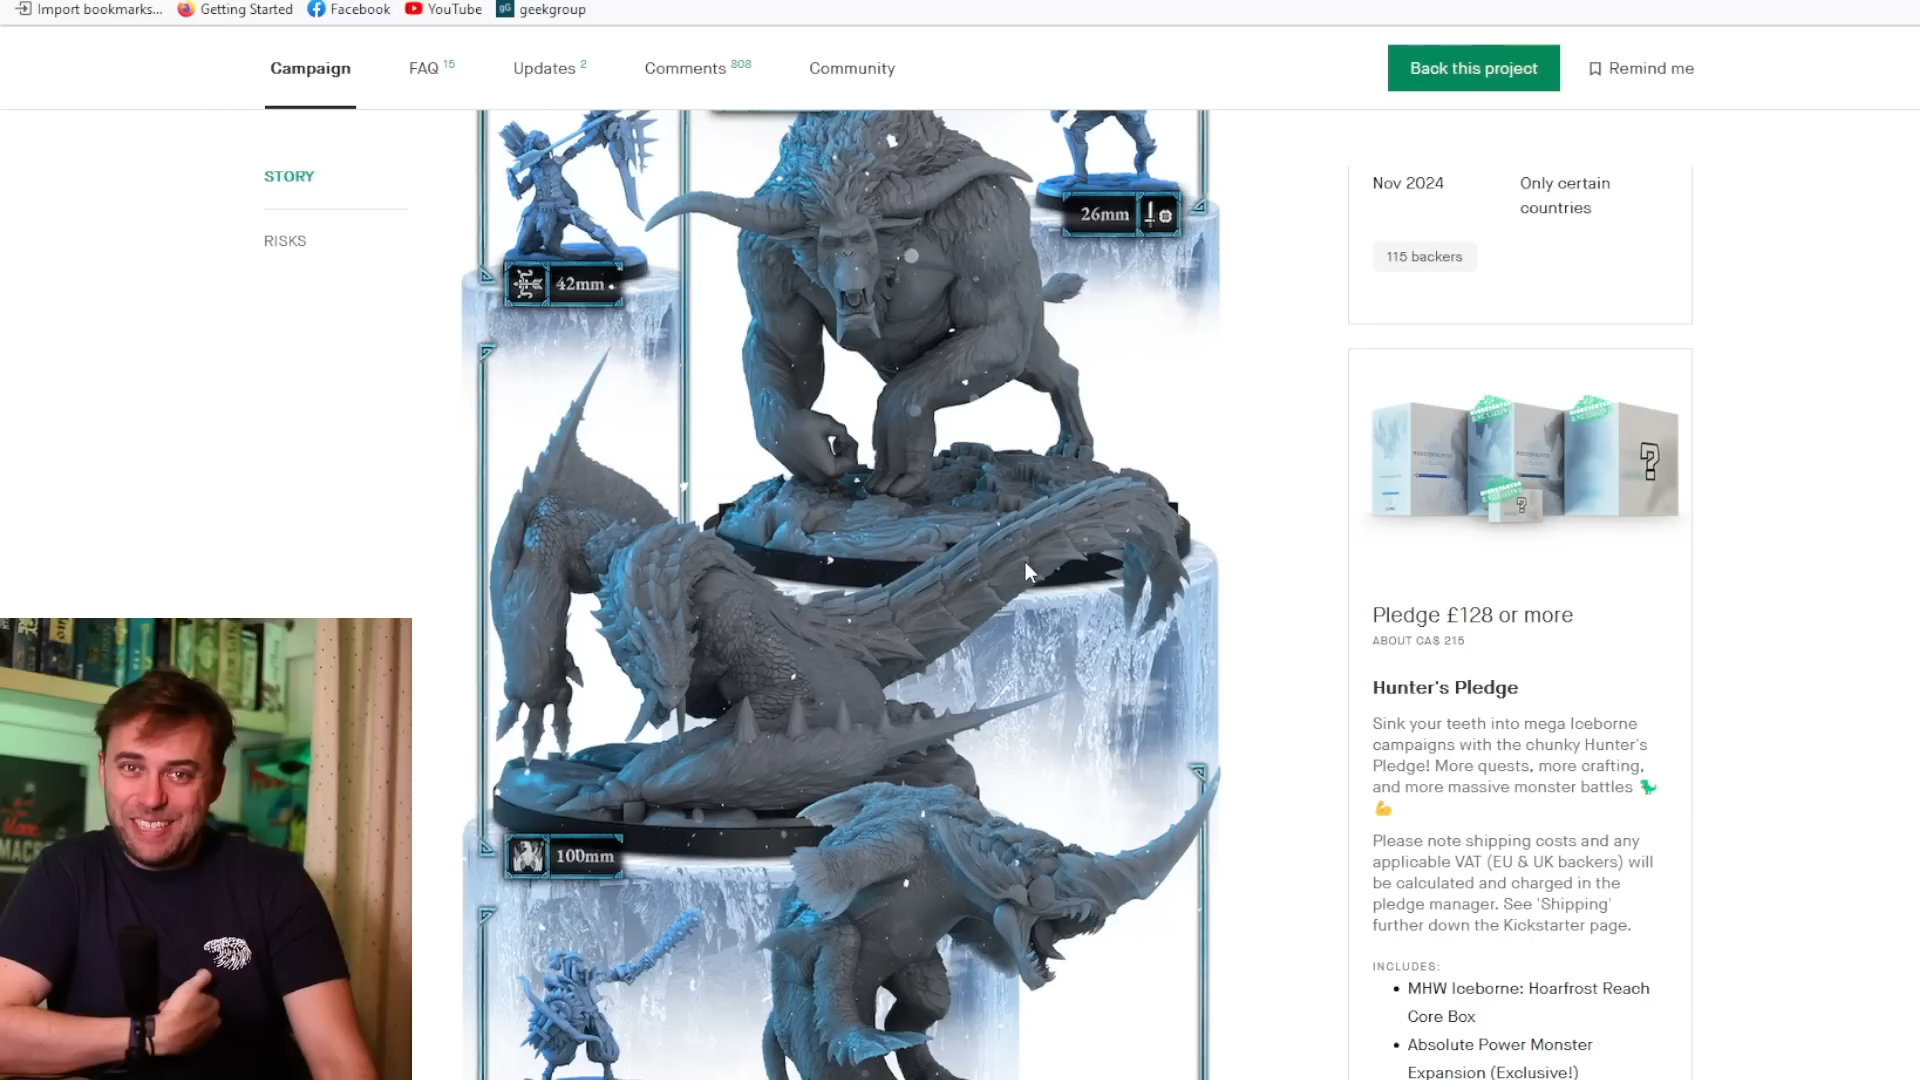 Import bookmarks...
Getting Started
Facebook
YouTube
gG geekgroup
Campaign
FAQ 15
Updates 2
Comments 808
Community
Back this project
Remind me
STORY
RISKS
42mm
26mm
100mm
Nov 2024
Only certain
countries
115 backers
?
?
Pledge £128 or more
ABOUT CA$ 215
Hunter's Pledge
Sink your teeth into mega Iceborne
campaigns with the chunky Hunter's
Pledge! More quests, more crafting,
and more massive monster battles 🦖
💪
Please note shipping costs and any
applicable VAT (EU & UK backers) will
be calculated and charged in the
pledge manager. See 'Shipping'
further down the Kickstarter page.
INCLUDES:
• MHW Iceborne: Hoarfrost Reach
Core Box
• Absolute Power Monster
Expansion (Exclusive!)